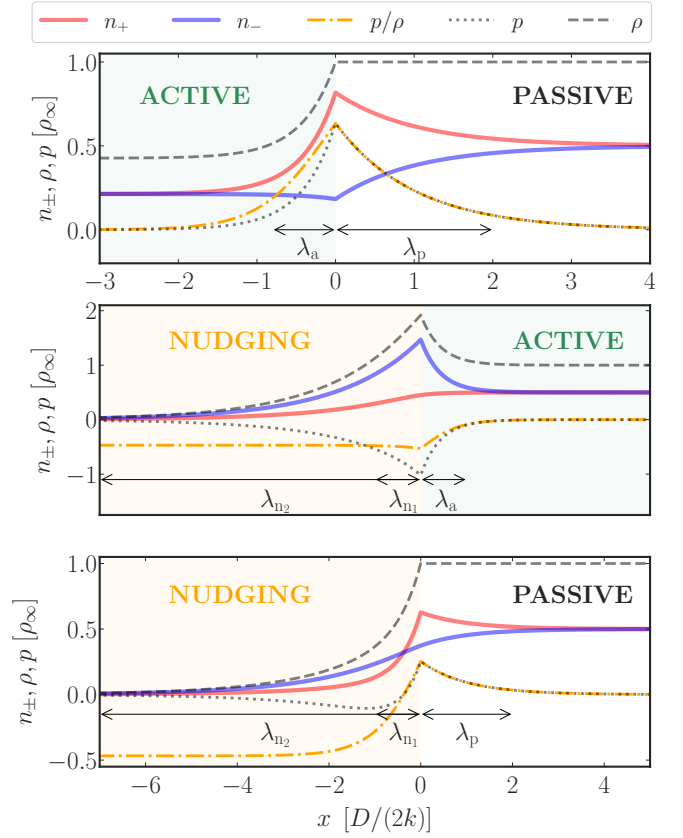 n₊ n₋ p/ρ p ρ
ACTIVE PASSIVE
n±, ρ, p [ρ∞]
1.0
0.5
0.0
λₐ λₚ
−3 −2 −1 0 1 2 3 4
NUDGING ACTIVE
n±, ρ, p [ρ∞]
2
1
0
−1
λn₂ λn₁ λₐ
NUDGING PASSIVE
n±, ρ, p [ρ∞]
1.0
0.5
0.0
−0.5
λn₂ λn₁ λₚ
−6 −4 −2 0 2 4
x [D/(2k)]